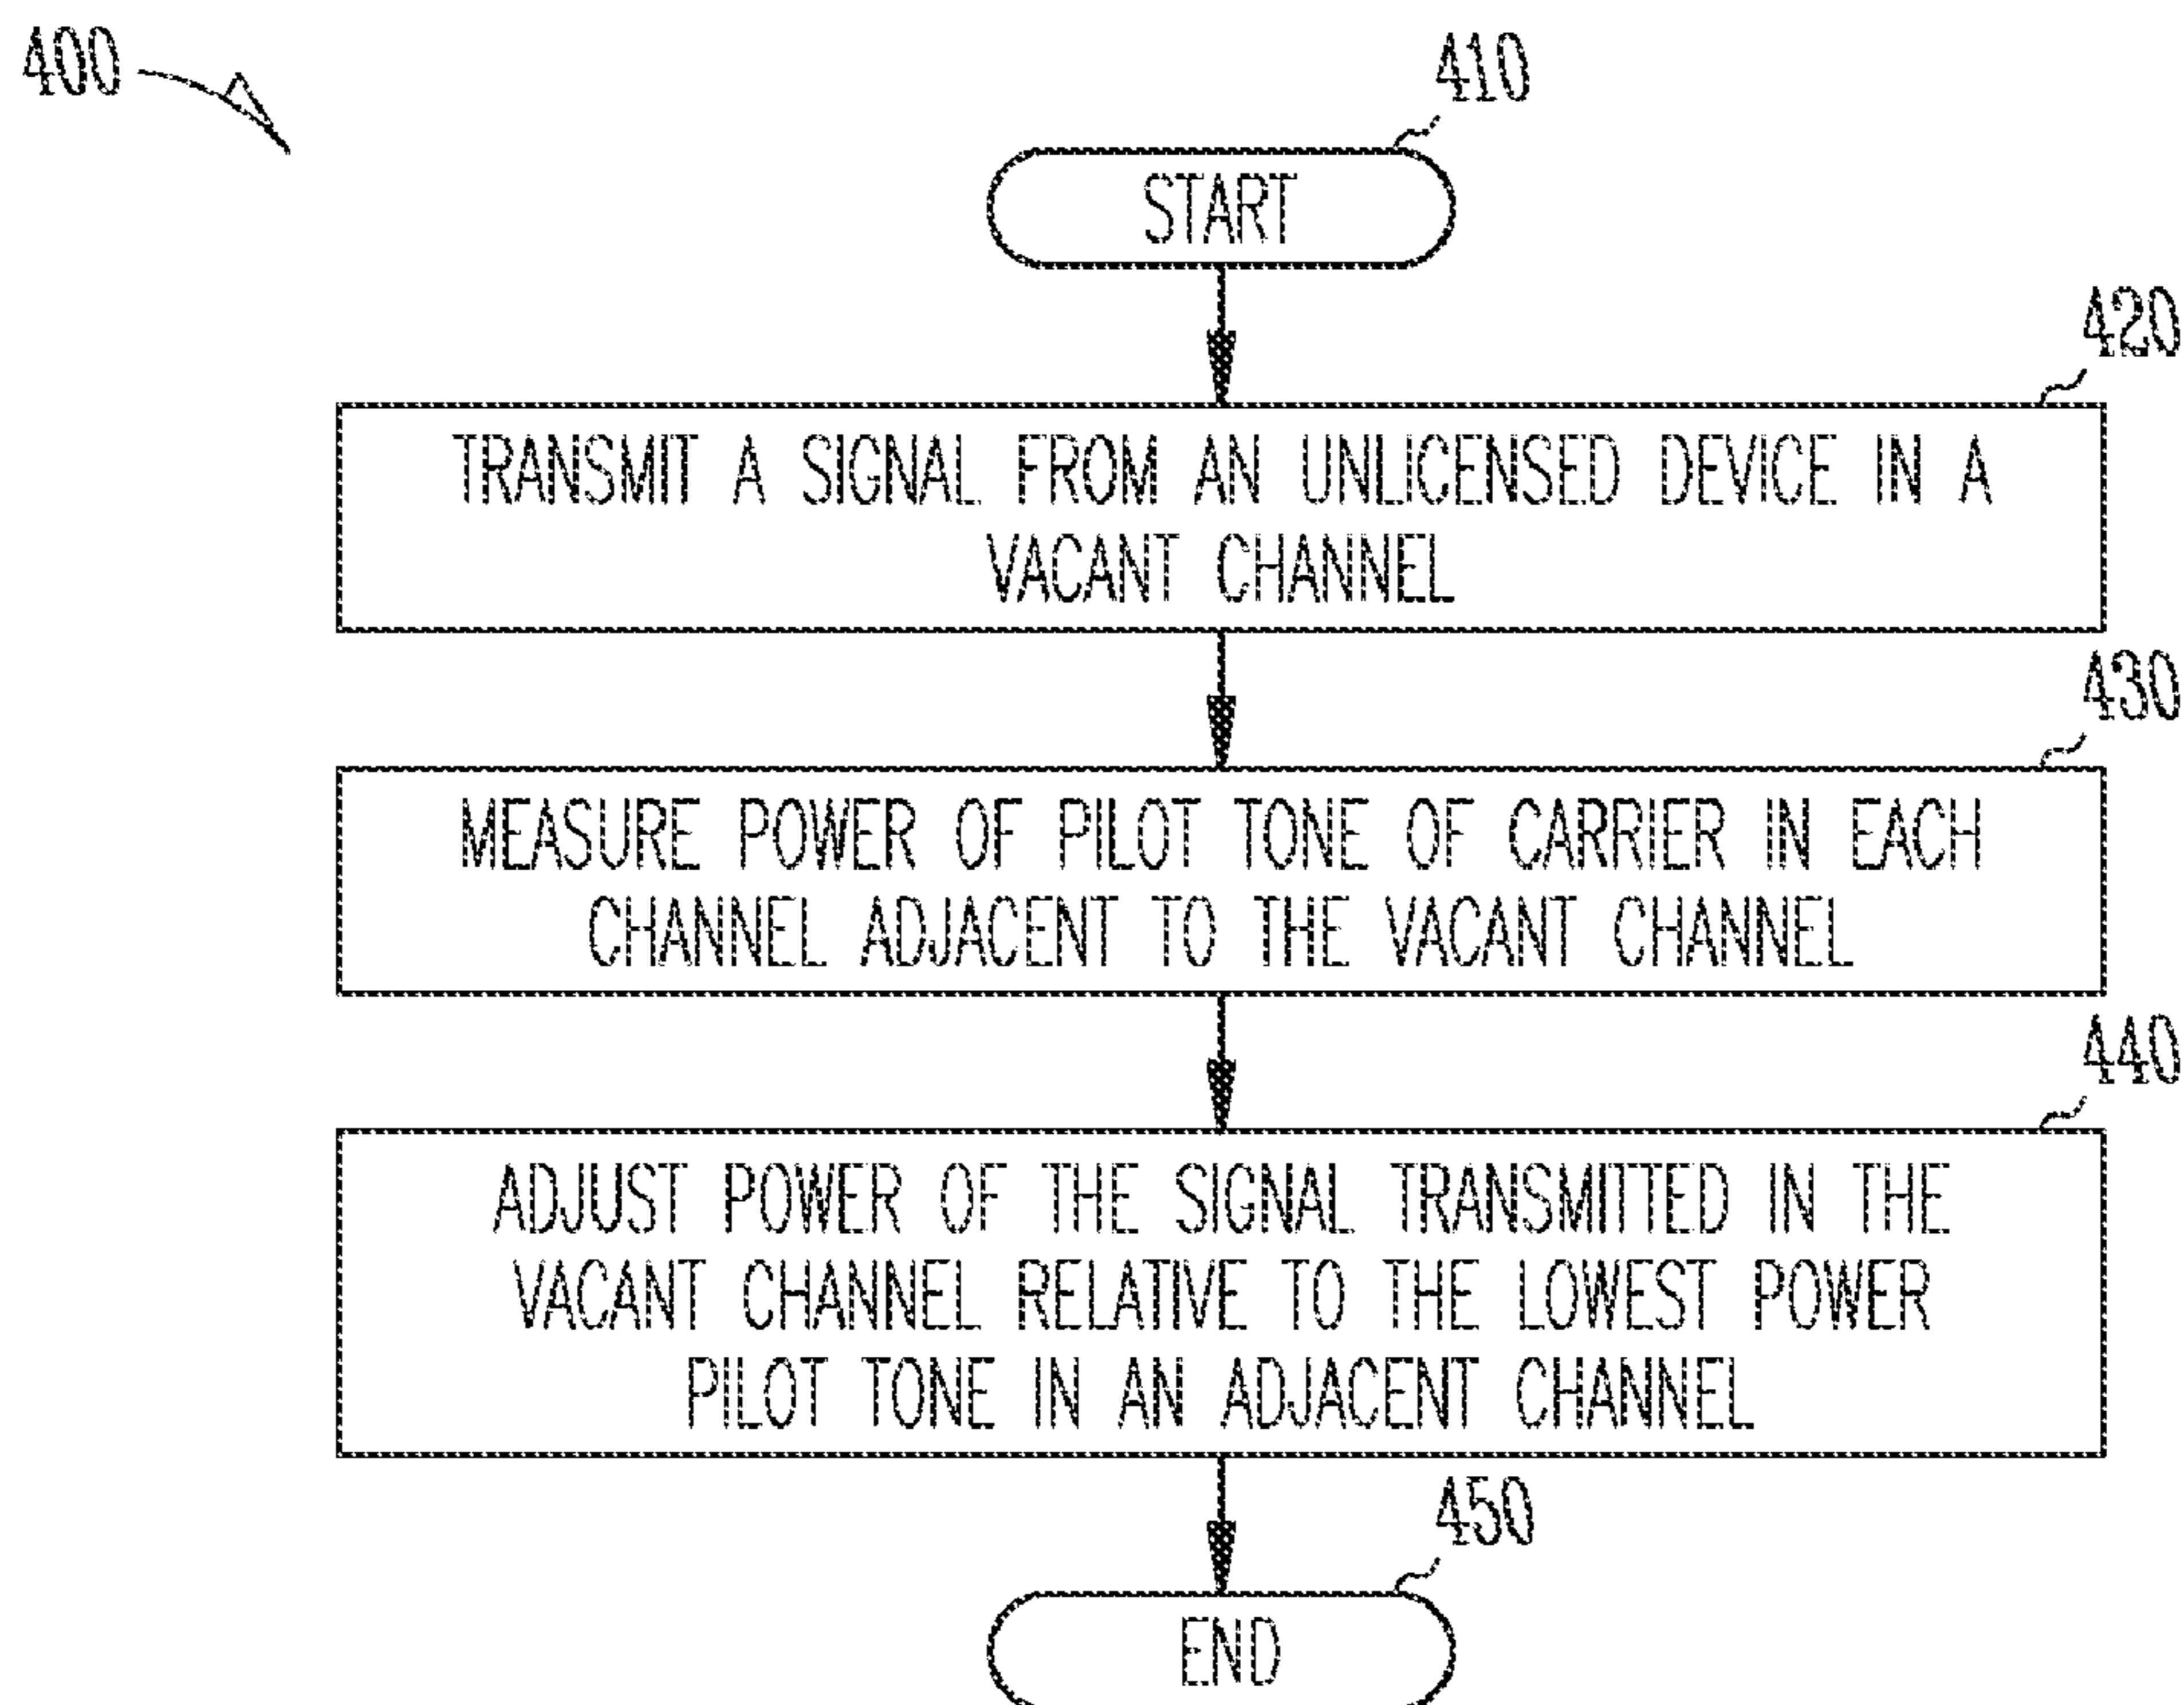 400
410
START
420
TRANSMIT A SIGNAL FROM AN UNLICENSED DEVICE IN A
VACANT CHANNEL
430
MEASURE POWER OF PILOT TONE OF CARRIER IN EACH
CHANNEL ADJACENT TO THE VACANT CHANNEL
440
ADJUST POWER OF THE SIGNAL TRANSMITTED IN THE
VACANT CHANNEL RELATIVE TO THE LOWEST POWER
PILOT TONE IN AN ADJACENT CHANNEL
450
END